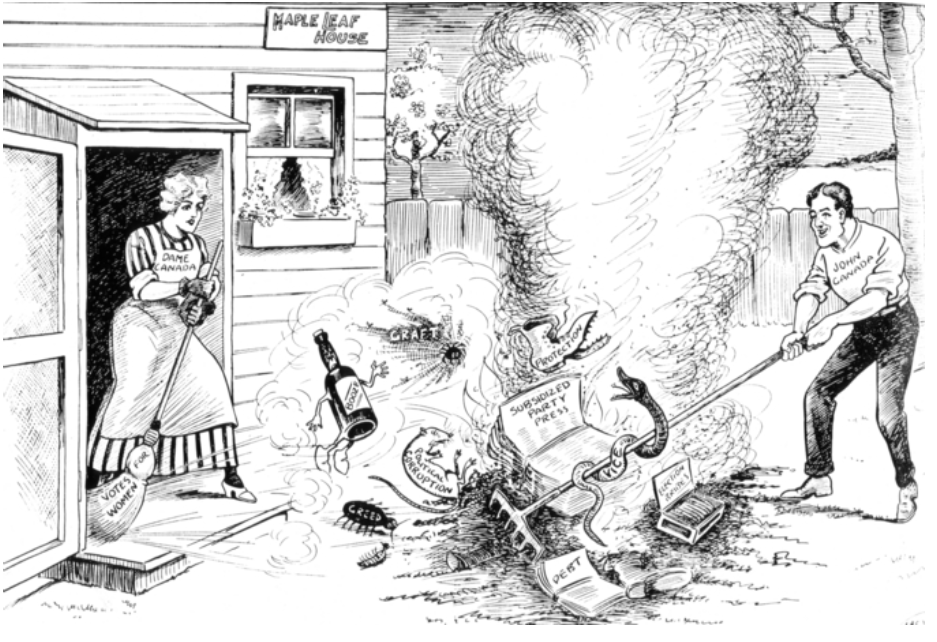 MAPLE LEAF
HOUSE
DAME
CANADA
JOHN
CANADA
GRAFT
PROTECTION
BOOZE
SUBSIDIZED
PARTY
PRESS
POLITICAL
CORRUPTION
VICE
VOTES FOR
WOMEN
GREED
DEBT